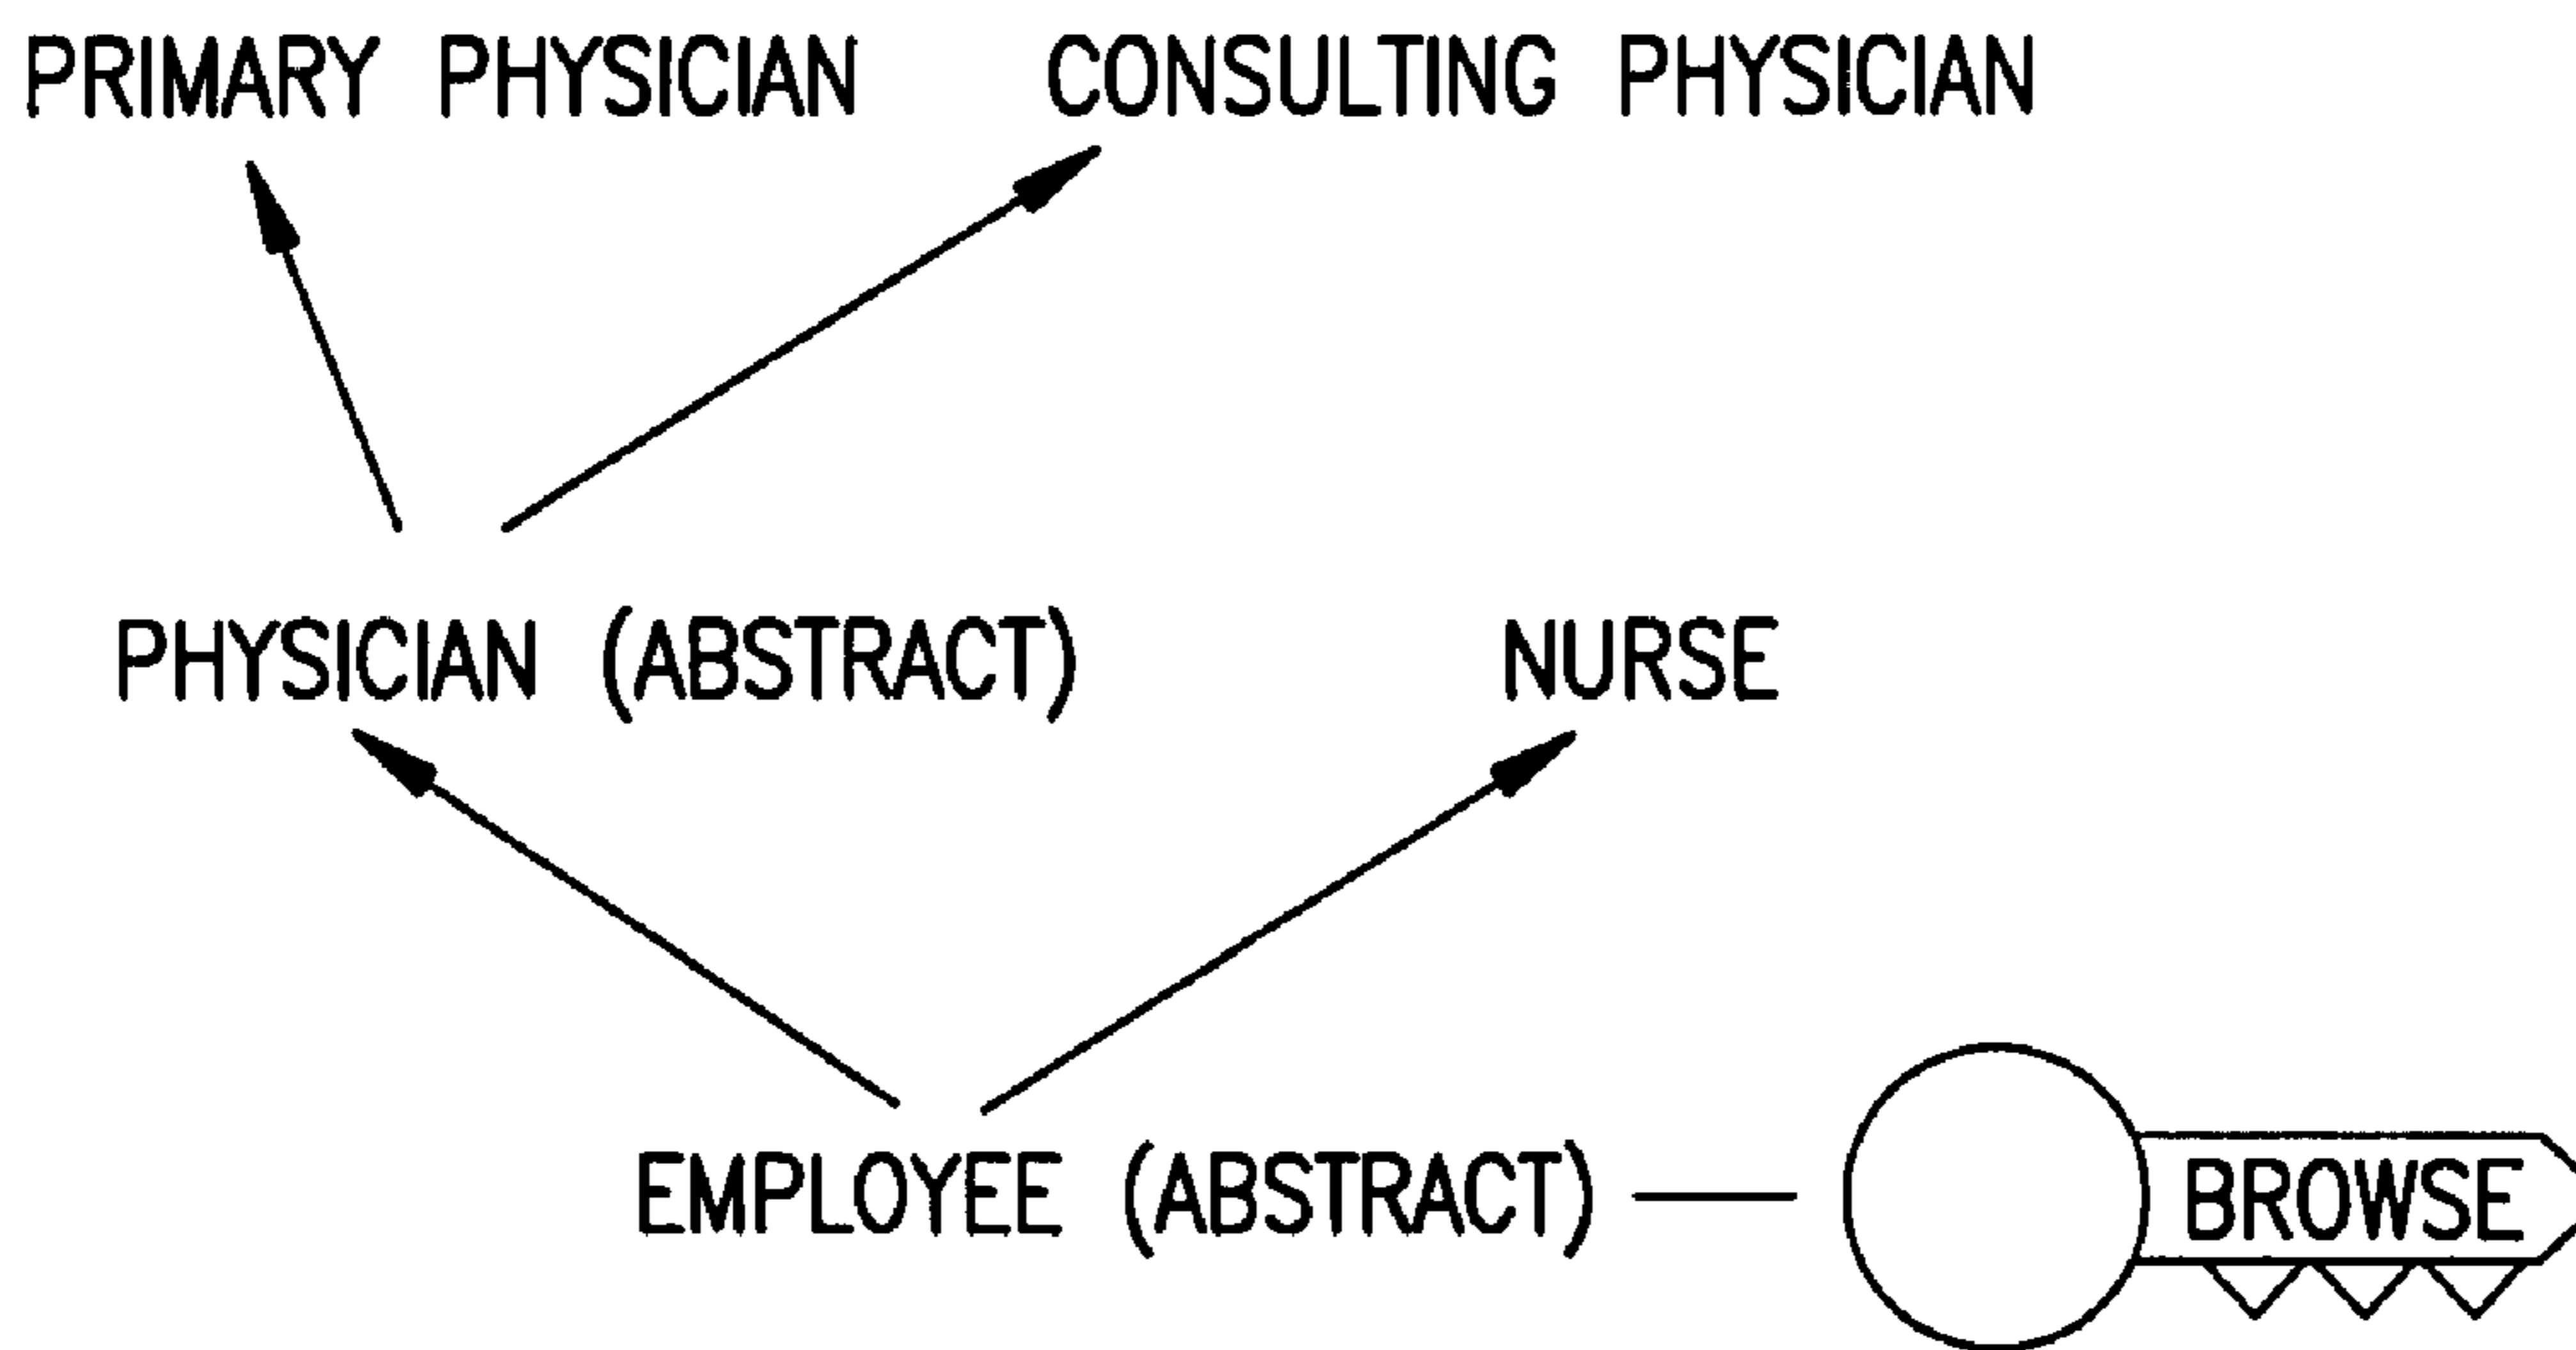 PRIMARY PHYSICIAN CONSULTING PHYSICIAN
PHYSICIAN (ABSTRACT) NURSE
EMPLOYEE (ABSTRACT) BROWSE